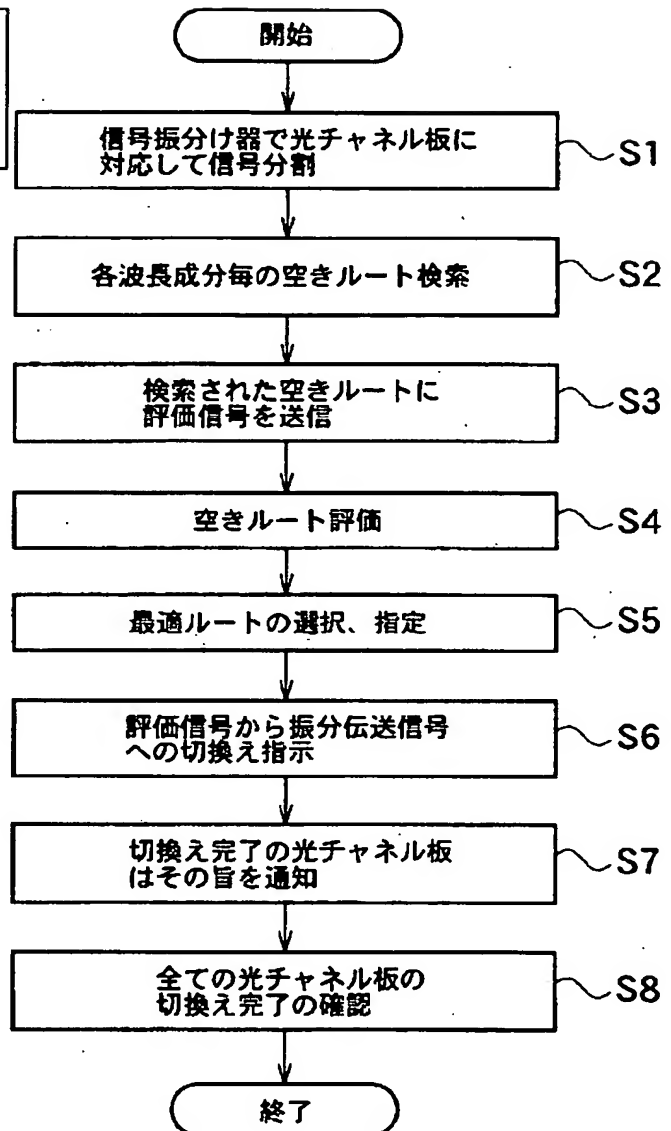 開始
信号振分け器で光チャネル板に
対応して信号分割
S1
各波長成分毎の空きルート検索
S2
検索された空きルートに
評価信号を送信
S3
空きルート評価
S4
最適ルートの選択、指定
S5
評価信号から振分伝送信号
への切換え指示
S6
切換え完了の光チャネル板
はその旨を通知
S7
全ての光チャネル板の
切換え完了の確認
S8
終了